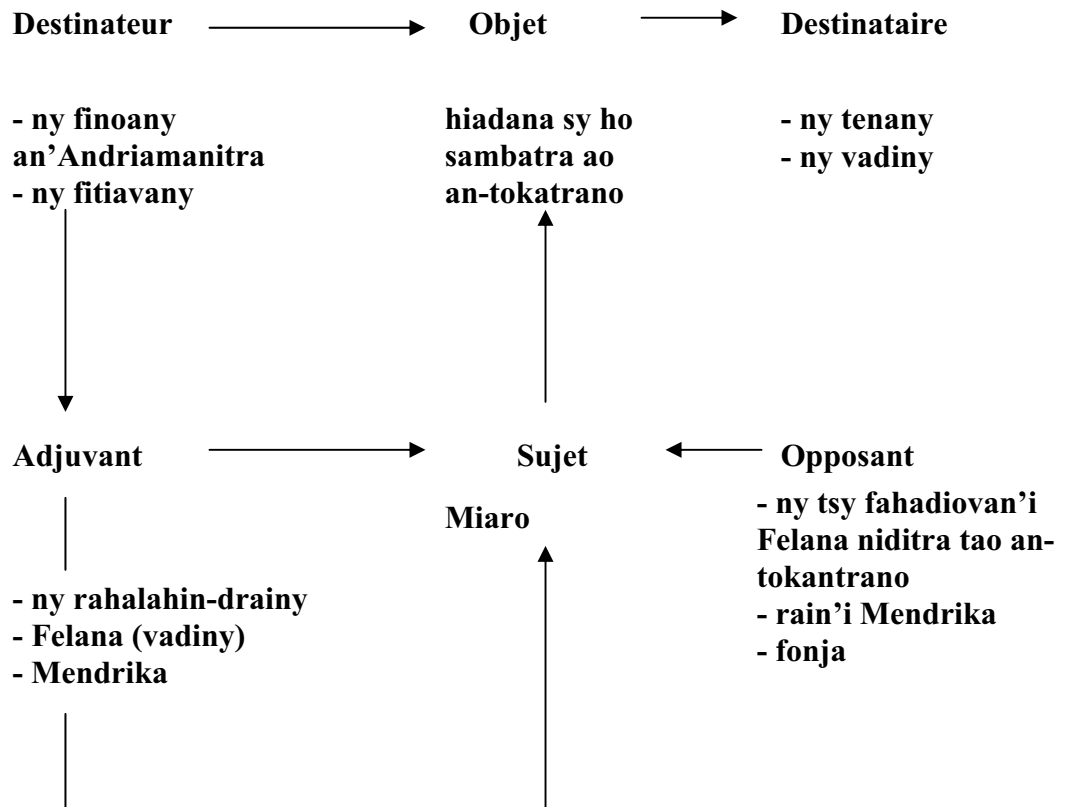 Destinateur
Objet
Destinataire
- ny finoany
an’Andriamanitra
- ny fitiavany
hiadana sy ho
sambatra ao
an-tokatrano
- ny tenany
- ny vadiny
Adjuvant
Sujet
Opposant
Miaro
- ny tsy fahadiovan’i
Felana niditra tao an-
tokantrano
- rain’i Mendrika
- fonja
- ny rahalahin-drainy
- Felana (vadiny)
- Mendrika